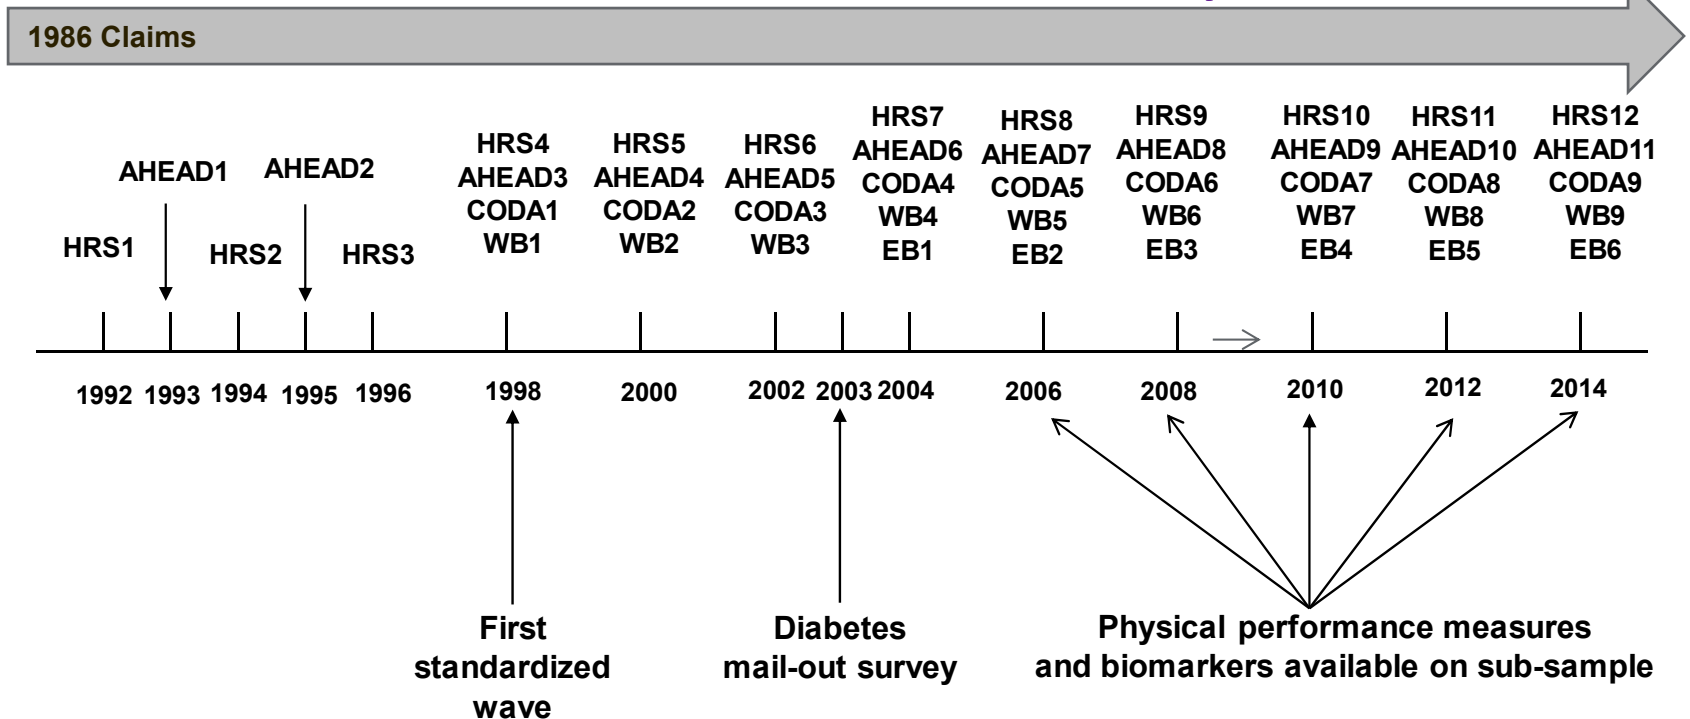 1986 Claims
HRS1
AHEAD1
HRS2
AHEAD2
HRS3
HRS4
AHEAD3
CODA1
WB1
HRS5
AHEAD4
CODA2
WB2
HRS6
AHEAD5
CODA3
WB3
HRS7
AHEAD6
CODA4
WB4
EB1
HRS8
AHEAD7
CODA5
WB5
EB2
HRS9
AHEAD8
CODA6
WB6
EB3
HRS10
AHEAD9
CODA7
WB7
EB4
HRS11
AHEAD10
CODA8
WB8
EB5
HRS12
AHEAD11
CODA9
WB9
EB6
1992 1993 1994 1995 1996 1998 2000 2002 2003 2004 2006 2008 2010 2012 2014
First
standardized
wave
Diabetes
mail-out survey
Physical performance measures
and biomarkers available on sub-sample